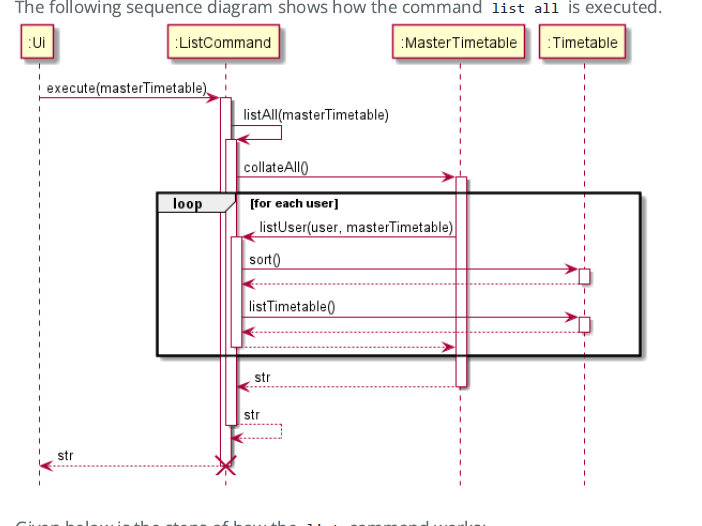 The following sequence diagram shows how the command list all is executed.
:Ui :ListCommand :MasterTimetable :Timetable
execute(masterTimetable)
listAll(masterTimetable)
collateAll()
loop [for each user]
listUser(user, masterTimetable)
sort()
listTimetable()
str
str
str
Given below is the steps of how the list command works: